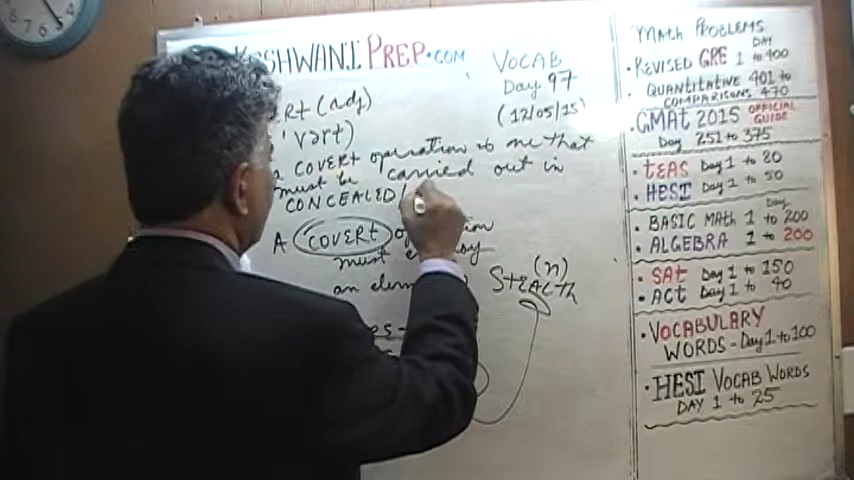 KESHWANI PREP.COM
VOCAB
Day 97
(12/05/15)
ERT (adj)
'vərt)
a COVERT operation is one that
must be carried out in
CONCEALED/
A COVERT
must employ
an elem
STEALTH (n)
MATH PROBLEMS
DAY
• REVISED GRE 1 to 400
QUANTITATIVE 401 to
COMPARISONS 470
GMAT 2015 OFFICIAL GUIDE
Day 251 to 375
• TEAS Day 1 to 80
• HESI Day 1 to 50
Day
• BASIC MATH 1 to 200
• ALGEBRA 1 to 200
• SAT Day 1 to 150
• ACT Day 1 to 40
• VOCABULARY
WORDS - Day 1 to 100
• HESI VOCAB WORDS
DAY 1 to 25